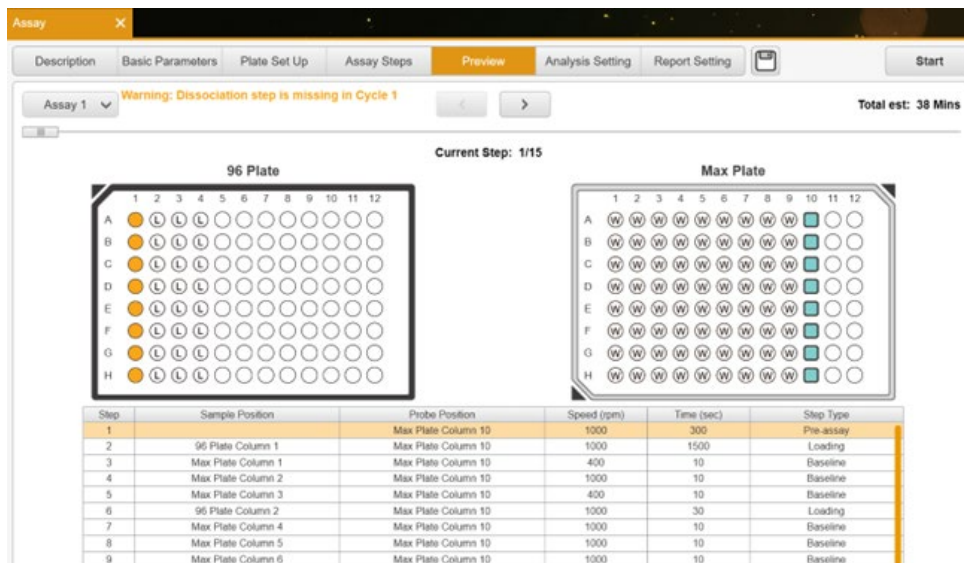 Assay ×
Description Basic Parameters Plate Set Up Assay Steps Preview Analysis Setting Report Setting Start
Assay 1 Warning: Dissociation step is missing in Cycle 1 < > Total est: 38 Mins
Current Step: 1/15
96 Plate Max Plate
1 2 3 4 5 6 7 8 9 10 11 12 1 2 3 4 5 6 7 8 9 10 11 12
A L L L A W W W W W W W W W
B L L L B W W W W W W W W W
C L L L C W W W W W W W W W
D L L L D W W W W W W W W W
E L L L E W W W W W W W W W
F L L L F W W W W W W W W W
G L L L G W W W W W W W W W
H L L L H W W W W W W W W W
Step Sample Position Probe Position Speed (rpm) Time (sec) Step Type
1 Max Plate Column 10 1000 300 Pre-assay
2 96 Plate Column 1 Max Plate Column 10 1000 1500 Loading
3 Max Plate Column 1 Max Plate Column 10 400 10 Baseline
4 Max Plate Column 2 Max Plate Column 10 1000 10 Baseline
5 Max Plate Column 3 Max Plate Column 10 400 10 Baseline
6 96 Plate Column 2 Max Plate Column 10 1000 30 Loading
7 Max Plate Column 4 Max Plate Column 10 1000 10 Baseline
8 Max Plate Column 5 Max Plate Column 10 1000 10 Baseline
9 Max Plate Column 6 Max Plate Column 10 1000 10 Baseline